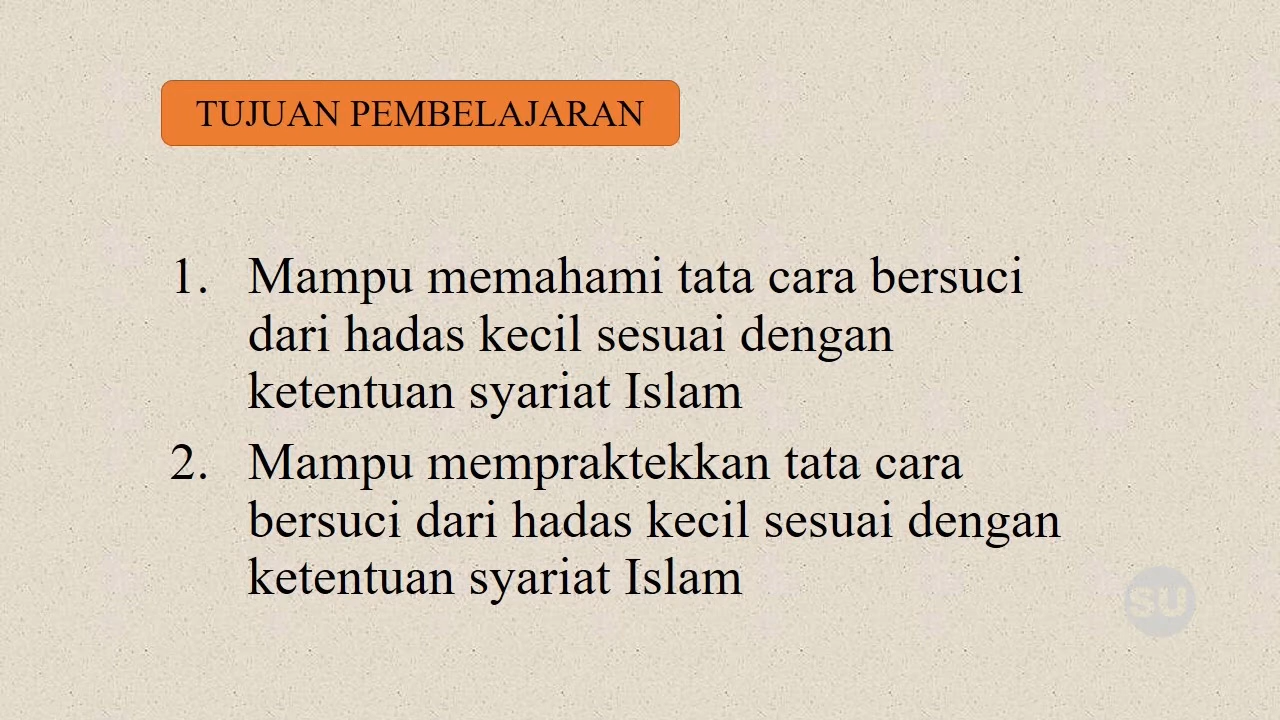 TUJUAN PEMBELAJARAN
1. Mampu memahami tata cara bersuci
dari hadas kecil sesuai dengan
ketentuan syariat Islam
2. Mampu mempraktekkan tata cara
bersuci dari hadas kecil sesuai dengan
ketentuan syariat Islam
SU